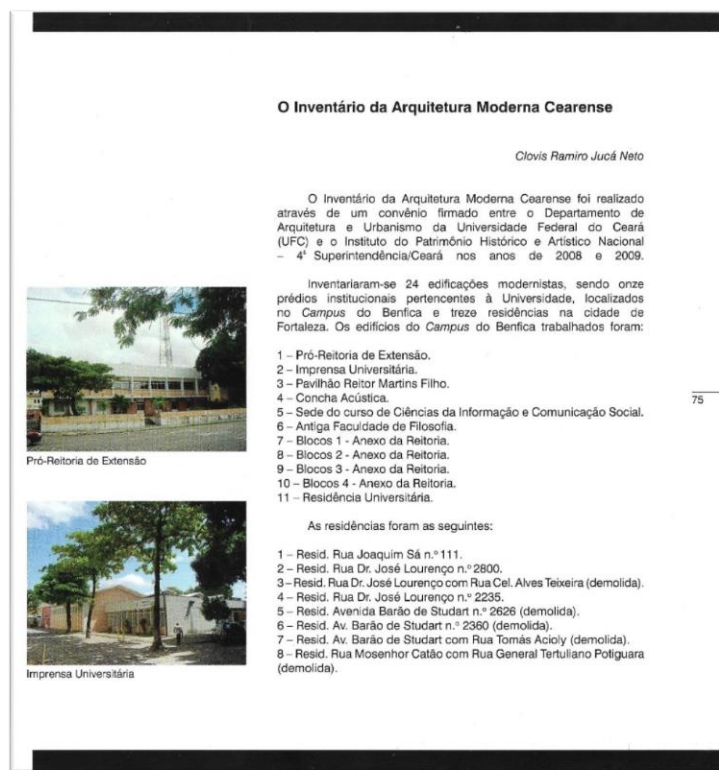 O Inventário da Arquitetura Moderna Cearense
Clovis Ramiro Jucá Neto
O Inventário da Arquitetura Moderna Cearense foi realizado
através de um convênio firmado entre o Departamento de
Arquitetura e Urbanismo da Universidade Federal do Ceará
(UFC) e o Instituto do Patrimônio Histórico e Artístico Nacional
– 4ª Superintendência/Ceará nos anos de 2008 e 2009.
Inventariaram-se 24 edificações modernistas, sendo onze
prédios institucionais pertencentes à Universidade, localizados
no Campus do Benfica e treze residências na cidade de
Fortaleza. Os edifícios do Campus do Benfica trabalhados foram:
1 – Pró-Reitoria de Extensão.
2 – Imprensa Universitária.
3 – Pavilhão Reitor Martins Filho.
4 – Concha Acústica.
5 – Sede do curso de Ciências da Informação e Comunicação Social.
6 – Antiga Faculdade de Filosofia.
7 – Blocos 1 - Anexo da Reitoria.
8 – Blocos 2 - Anexo da Reitoria.
9 – Blocos 3 - Anexo da Reitoria.
10 – Blocos 4 - Anexo da Reitoria.
11 – Residência Universitária.
As residências foram as seguintes:
1 – Resid. Rua Joaquim Sá n.º 111.
2 – Resid. Rua Dr. José Lourenço n.º 2800.
3 – Resid. Rua Dr. José Lourenço com Rua Cel. Alves Teixeira (demolida).
4 – Resid. Rua Dr. José Lourenço n.º 2235.
5 – Resid. Avenida Barão de Studart n.º 2626 (demolida).
6 – Resid. Av. Barão de Studart n.º 2360 (demolida).
7 – Resid. Av. Barão de Studart com Rua Tomás Acioly (demolida).
8 – Resid. Rua Mosenhor Catão com Rua General Tertuliano Potiguara
(demolida).
Pró-Reitoria de Extensão
Imprensa Universitária
75